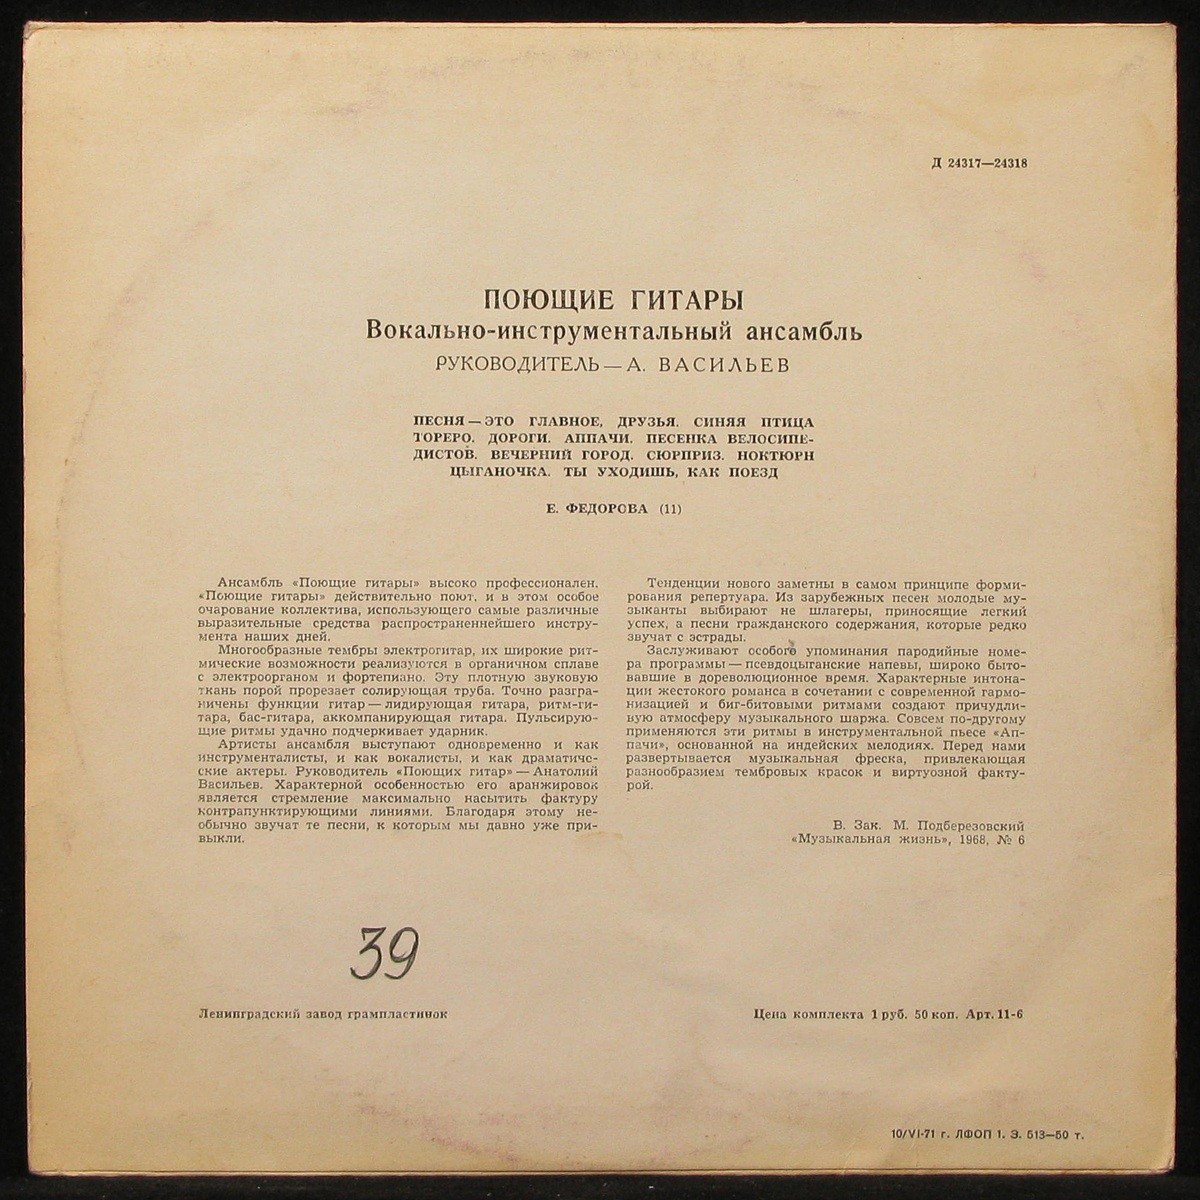 Д 24317—24318
ПОЮЩИЕ ГИТАРЫ
Вокально-инструментальный ансамбль
РУКОВОДИТЕЛЬ — А. ВАСИЛЬЕВ
ПЕСНЯ — ЭТО ГЛАВНОЕ, ДРУЗЬЯ. СИНЯЯ ПТИЦА
ТОРЕРО. ДОРОГИ. АППАЧИ. ПЕСЕНКА ВЕЛОСИПЕ-
ДИСТОВ. ВЕЧЕРНИЙ ГОРОД. СЮРПРИЗ. НОКТЮРН
ЦЫГАНОЧКА. ТЫ УХОДИШЬ, КАК ПОЕЗД
Е. ФЕДОРОВА (11)
Ансамбль «Поющие гитары» высоко профессионален.
«Поющие гитары» действительно поют, и в этом особое
очарование коллектива, использующего самые различные
выразительные средства распространеннейшего инстру-
мента наших дней.
Многообразные тембры электрогитар, их широкие рит-
мические возможности реализуются в органичном сплаве
с электроорганом и фортепиано. Эту плотную звуковую
ткань порой прорезает солирующая труба. Точно разгра-
ничены функции гитар — лидирующая гитара, ритм-ги-
тара, бас-гитара, аккомпанирующая гитара. Пульсирую-
щие ритмы удачно подчеркивает ударник.
Артисты ансамбля выступают одновременно и как
инструменталисты, и как вокалисты, и как драматиче-
ские актеры. Руководитель «Поющих гитар» — Анатолий
Васильев. Характерной особенностью его аранжировок
является стремление максимально насытить фактуру
контрапунктирующими линиями. Благодаря этому не-
обычно звучат те песни, к которым мы давно уже при-
выкли.
Тенденции нового заметны в самом принципе форми-
рования репертуара. Из зарубежных песен молодые му-
зыканты выбирают не шлагеры, приносящие легкий
успех, а песни гражданского содержания, которые редко
звучат с эстрады.
Заслуживают особого упоминания пародийные номе-
ра программы — псевдоцыганские напевы, широко быто-
вавшие в дореволюционное время. Характерные интона-
ции жестокого романса в сочетании с современной гармо-
низацией и биг-битовыми ритмами создают причудли-
вую атмосферу музыкального шаржа. Совсем по-другому
применяются эти ритмы в инструментальной пьесе «Ап-
пачи», основанной на индейских мелодиях. Перед нами
развертывается музыкальная фреска, привлекающая
разнообразием тембровых красок и виртуозной факту-
рой.
В. Зак. М. Подберезовский
«Музыкальная жизнь», 1968, № 6
39
Ленинградский завод грампластинок
Цена комплекта 1 руб. 50 коп. Арт. 11-6
10/VI-71 г. ЛФОП 1. Э. 513—50 т.